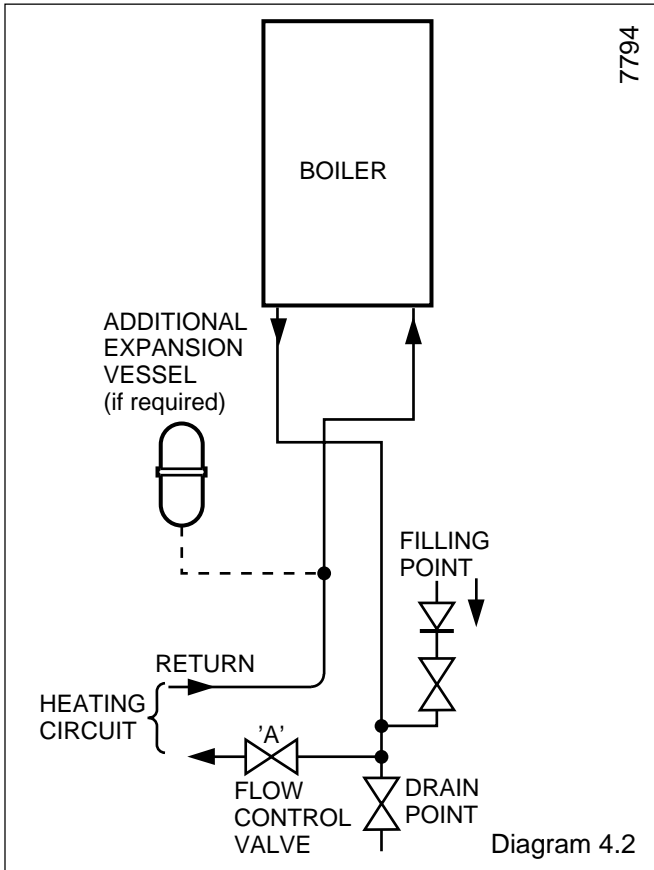 7794
BOILER
ADDITIONAL
EXPANSION
VESSEL
(if required)
FILLING
POINT
RETURN
HEATING
CIRCUIT
'A'
FLOW
CONTROL
VALVE
DRAIN
POINT
Diagram 4.2